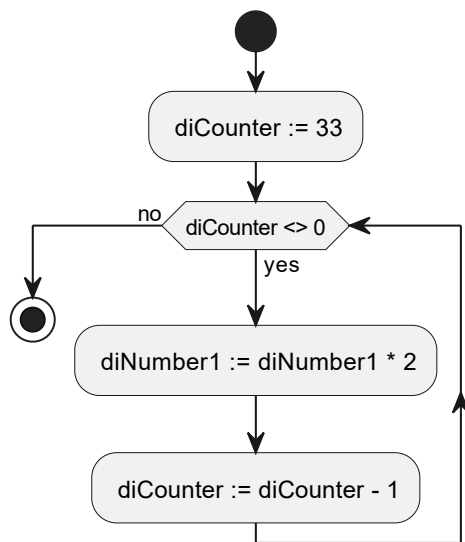 diCounter := 33
no
diCounter <> 0
yes
diNumber1 := diNumber1 * 2
diCounter := diCounter - 1